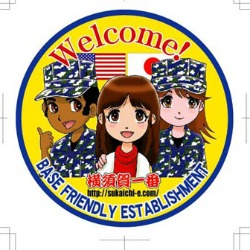 Welcome!
横須賀一番
http://sukaichi-e.com/
BASE FRIENDLY ESTABLISHMENT